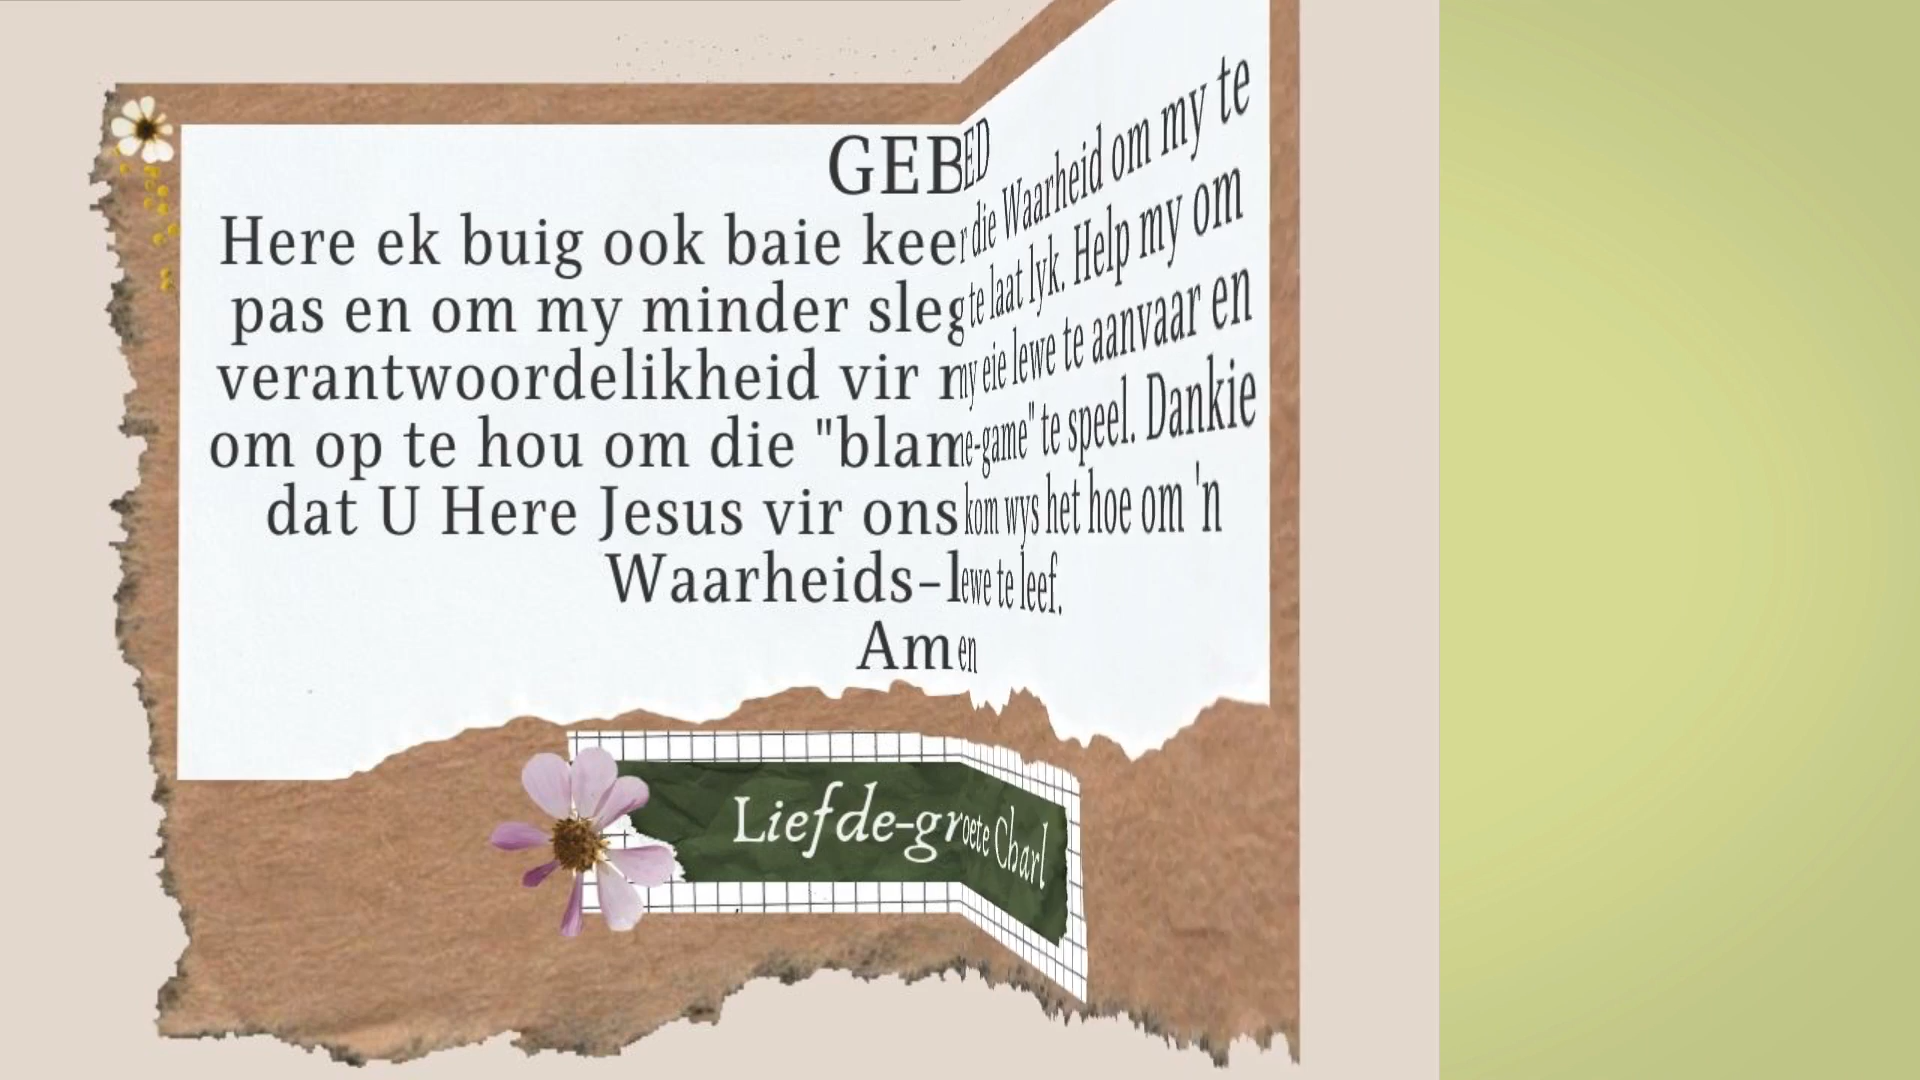 GEBED
Here ek buig ook baie keer die Waarheid om my te
pas en om my minder sleg te laat lyk. Help my om
verantwoordelikheid vir my eie lewe te aanvaar en
om op te hou om die "blame-game" te speel. Dankie
dat U Here Jesus vir ons kom wys het hoe om 'n
Waarheids-lewe te leef.
Amen
Liefde-groete Charl